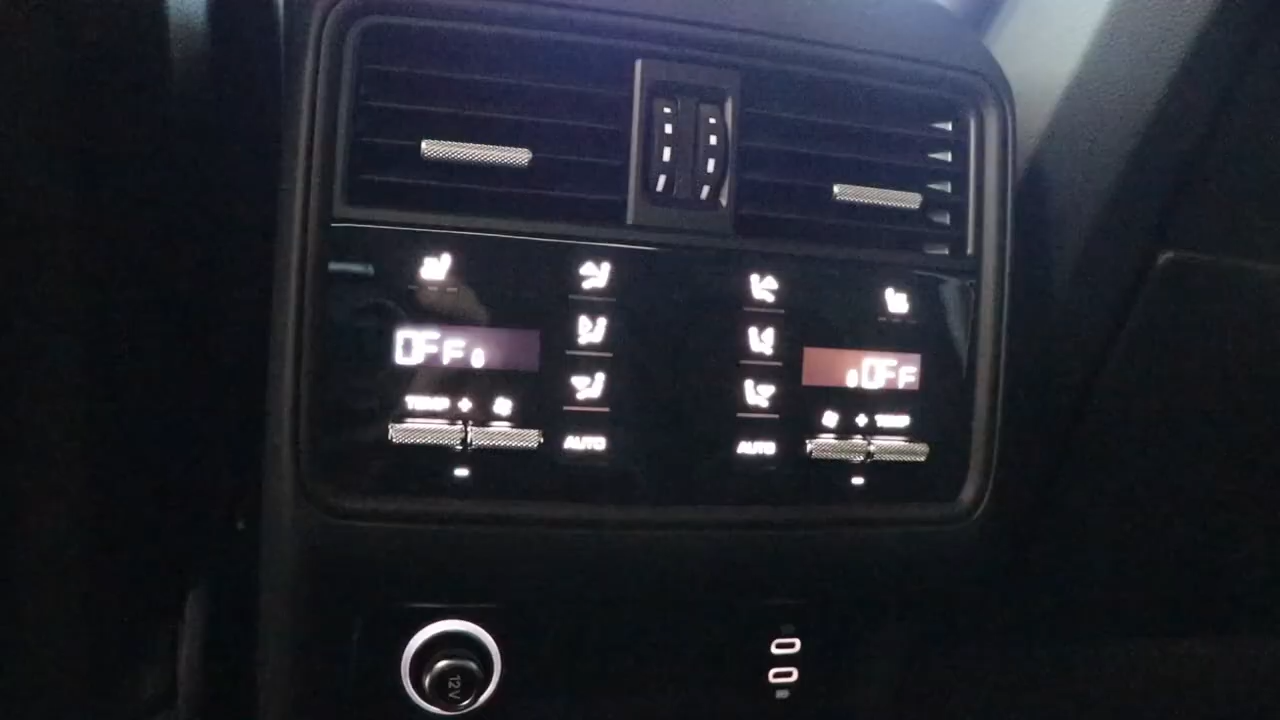 OFF
OFF
TEMP +
+ TEMP
AUTO
AUTO
-
-
12V